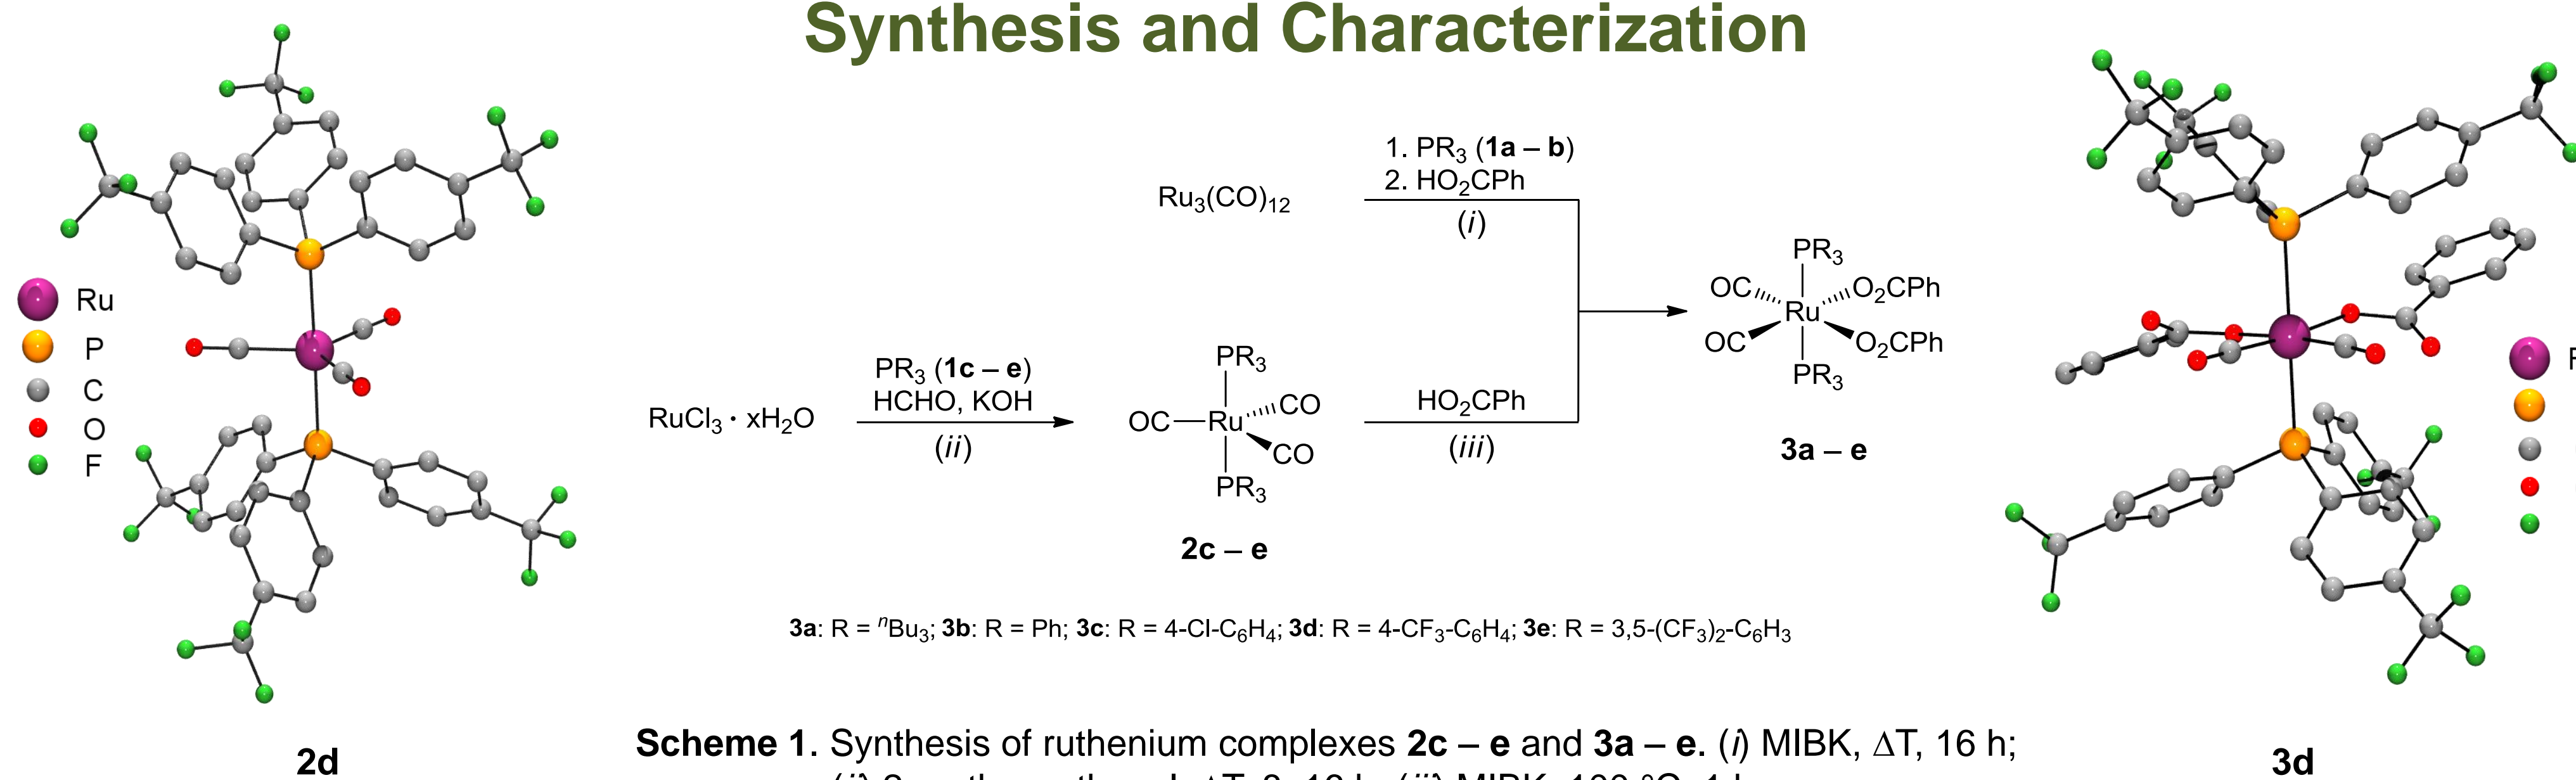 Synthesis and Characterization
1. PR3 (1a – b)
2. HO2CPh
Ru3(CO)12
(i)
PR3
OC
O2CPh
Ru
OC
O2CPh
PR3
3a – e
PR3 (1c – e)
HCHO, KOH
RuCl3 · xH2O
(ii)
PR3
CO
OC
Ru
CO
PR3
2c – e
HO2CPh
(iii)
Ru
P
C
O
F
3a: R = nBu3; 3b: R = Ph; 3c: R = 4-Cl-C6H4; 3d: R = 4-CF3-C6H4; 3e: R = 3,5-(CF3)2-C6H3
Scheme 1. Synthesis of ruthenium complexes 2c – e and 3a – e. (i) MIBK, ΔT, 16 h;
2d
3d